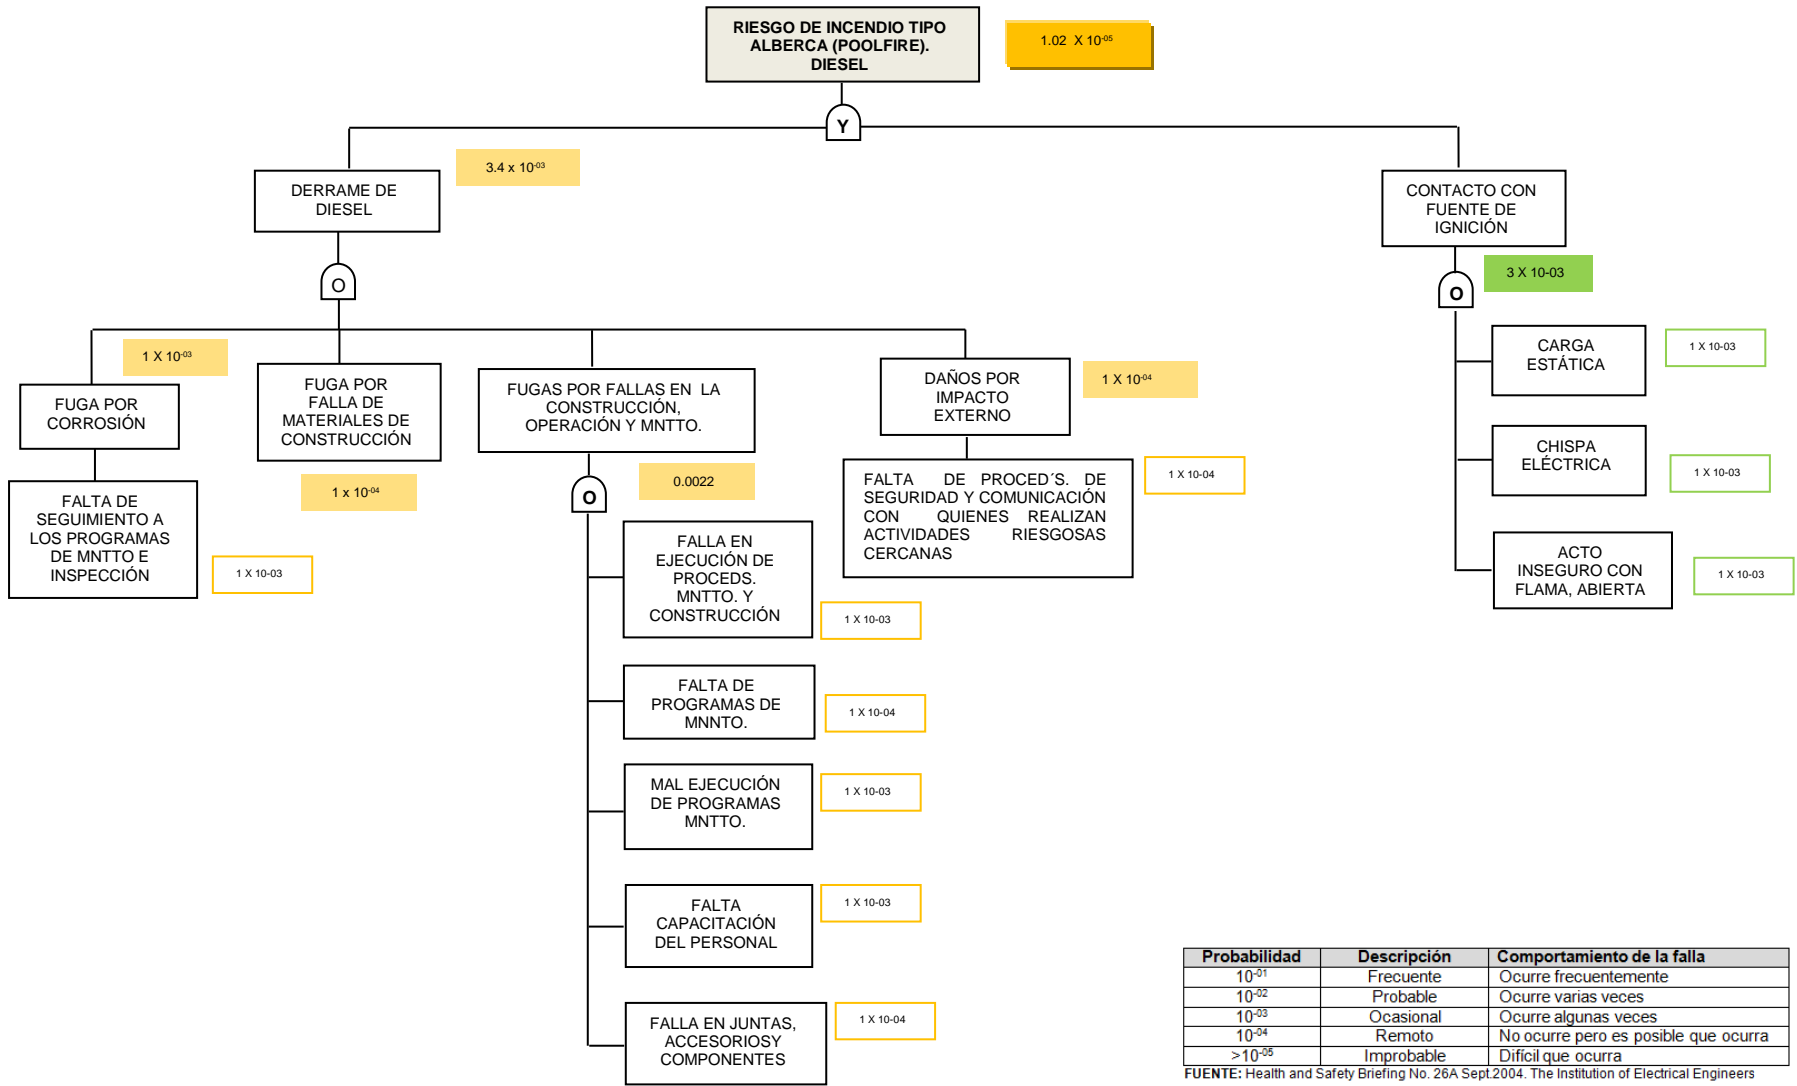 RIESGO DE INCENDIO TIPO
ALBERCA (POOLFIRE).
DIESEL
1.02 X 10-05
Y
DERRAME DE
DIESEL
3.4 x 10-03
CONTACTO CON
FUENTE DE
IGNICIÓN
3 X 10-03
O
O
1 X 10-03
FUGA POR
CORROSIÓN
FALTA DE
SEGUIMIENTO A
LOS PROGRAMAS
DE MNTTO E
INSPECCIÓN
1 X 10-03
FUGA POR
FALLA DE
MATERIALES DE
CONSTRUCCIÓN
1 x 10-04
FUGAS POR FALLAS EN LA
CONSTRUCCIÓN,
OPERACIÓN Y MNTTO.
0.0022
O
FALLA EN
EJECUCIÓN DE
PROCEDS.
MNTTO. Y
CONSTRUCCIÓN
1 X 10-03
FALTA DE
PROGRAMAS DE
MNNTO.
1 X 10-04
MAL EJECUCIÓN
DE PROGRAMAS
MNTTO.
1 X 10-03
FALTA
CAPACITACIÓN
DEL PERSONAL
1 X 10-03
FALLA EN JUNTAS,
ACCESORIOSY
COMPONENTES
1 X 10-04
DAÑOS POR
IMPACTO
EXTERNO
1 X 10-04
FALTA DE PROCED´S. DE
SEGURIDAD Y COMUNICACIÓN
CON QUIENES REALIZAN
ACTIVIDADES RIESGOSAS
CERCANAS
1 X 10-04
CARGA
ESTÁTICA
1 X 10-03
CHISPA
ELÉCTRICA
1 X 10-03
ACTO
INSEGURO CON
FLAMA, ABIERTA
1 X 10-03
Probabilidad Descripción Comportamiento de la falla
10-01 Frecuente Ocurre frecuentemente
10-02 Probable Ocurre varias veces
10-03 Ocasional Ocurre algunas veces
10-04 Remoto No ocurre pero es posible que ocurra
>10-05 Improbable Difícil que ocurra
FUENTE: Health and Safety Briefing No. 26A Sept.2004. The Institution of Electrical Engineers